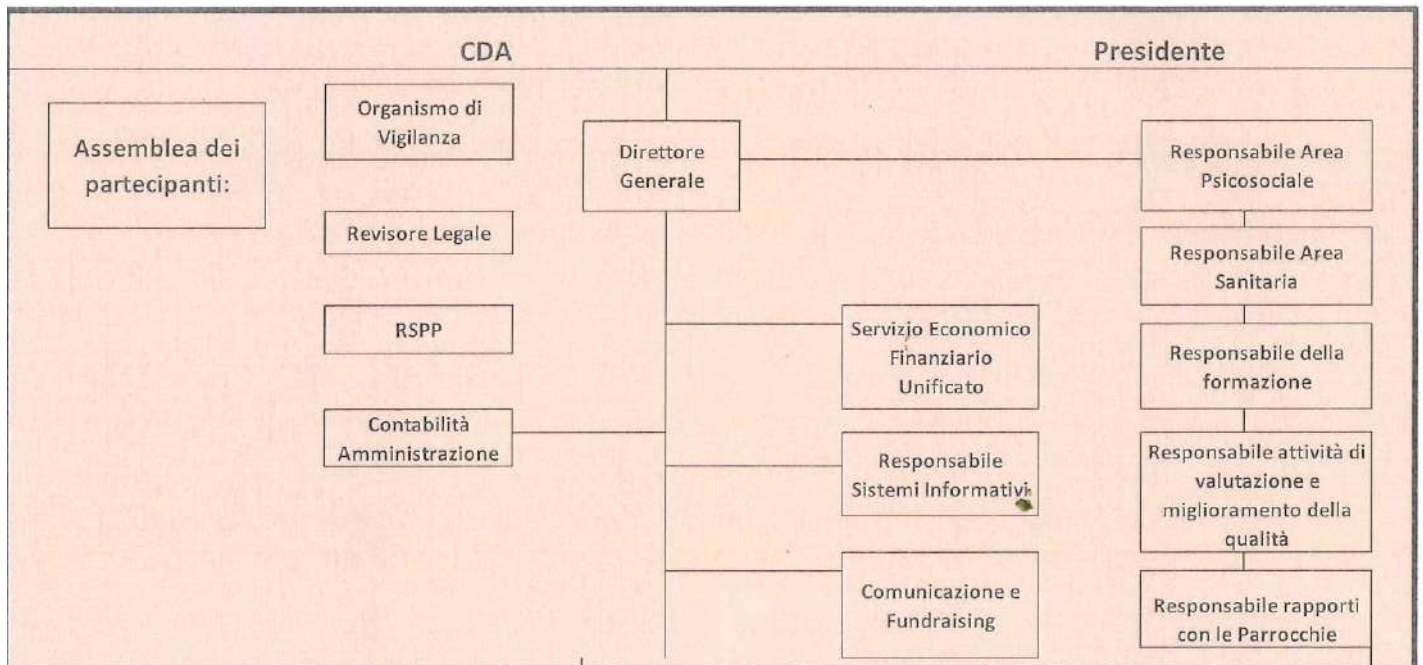 CDA
Presidente
Assemblea dei
partecipanti:
Organismo di
Vigilanza
Revisore Legale
RSPP
Contabilità
Amministrazione
Direttore
Generale
Servizio Economico
Finanziario
Unificato
Responsabile
Sistemi Informativi
Comunicazione e
Fundraising
Responsabile Area
Psicosociale
Responsabile Area
Sanitaria
Responsabile della
formazione
Responsabile attività di
valutazione e
miglioramento della
qualità
Responsabile rapporti
con le Parrocchie